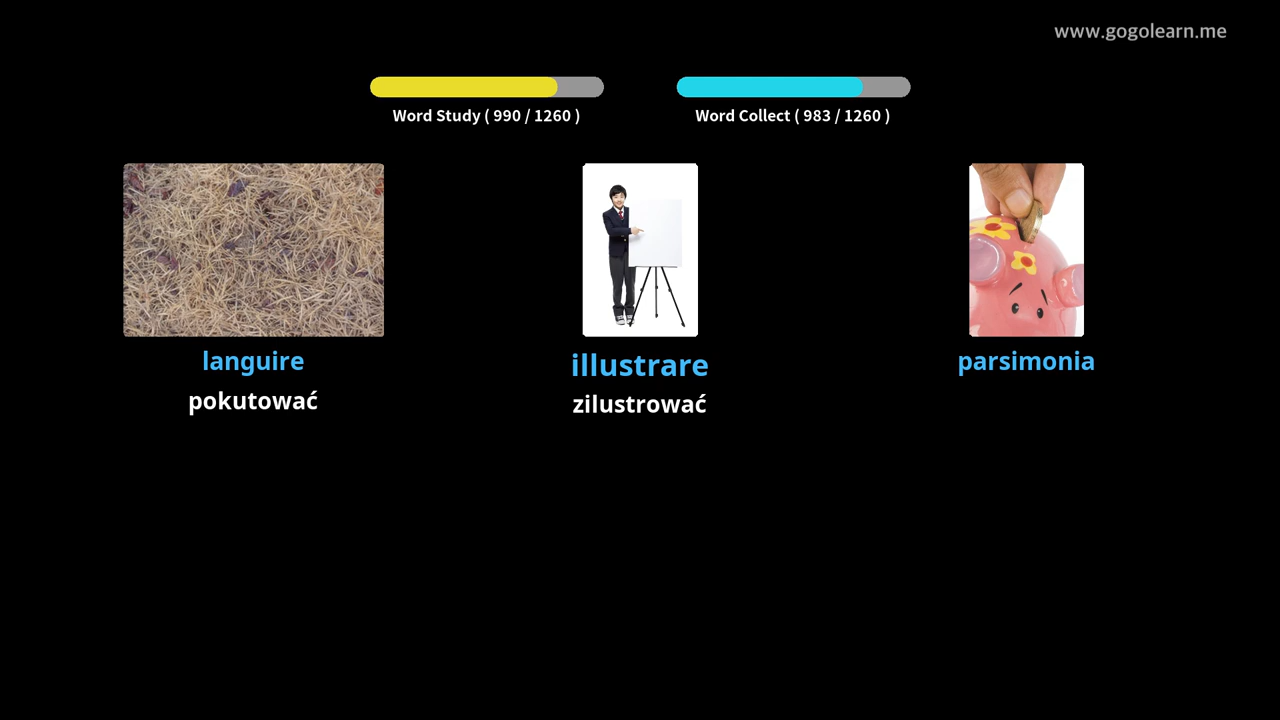 www.gogolearn.me
Word Study ( 990 / 1260 )
Word Collect ( 983 / 1260 )
languire
pokutować
illustrare
zilustrować
parsimonia